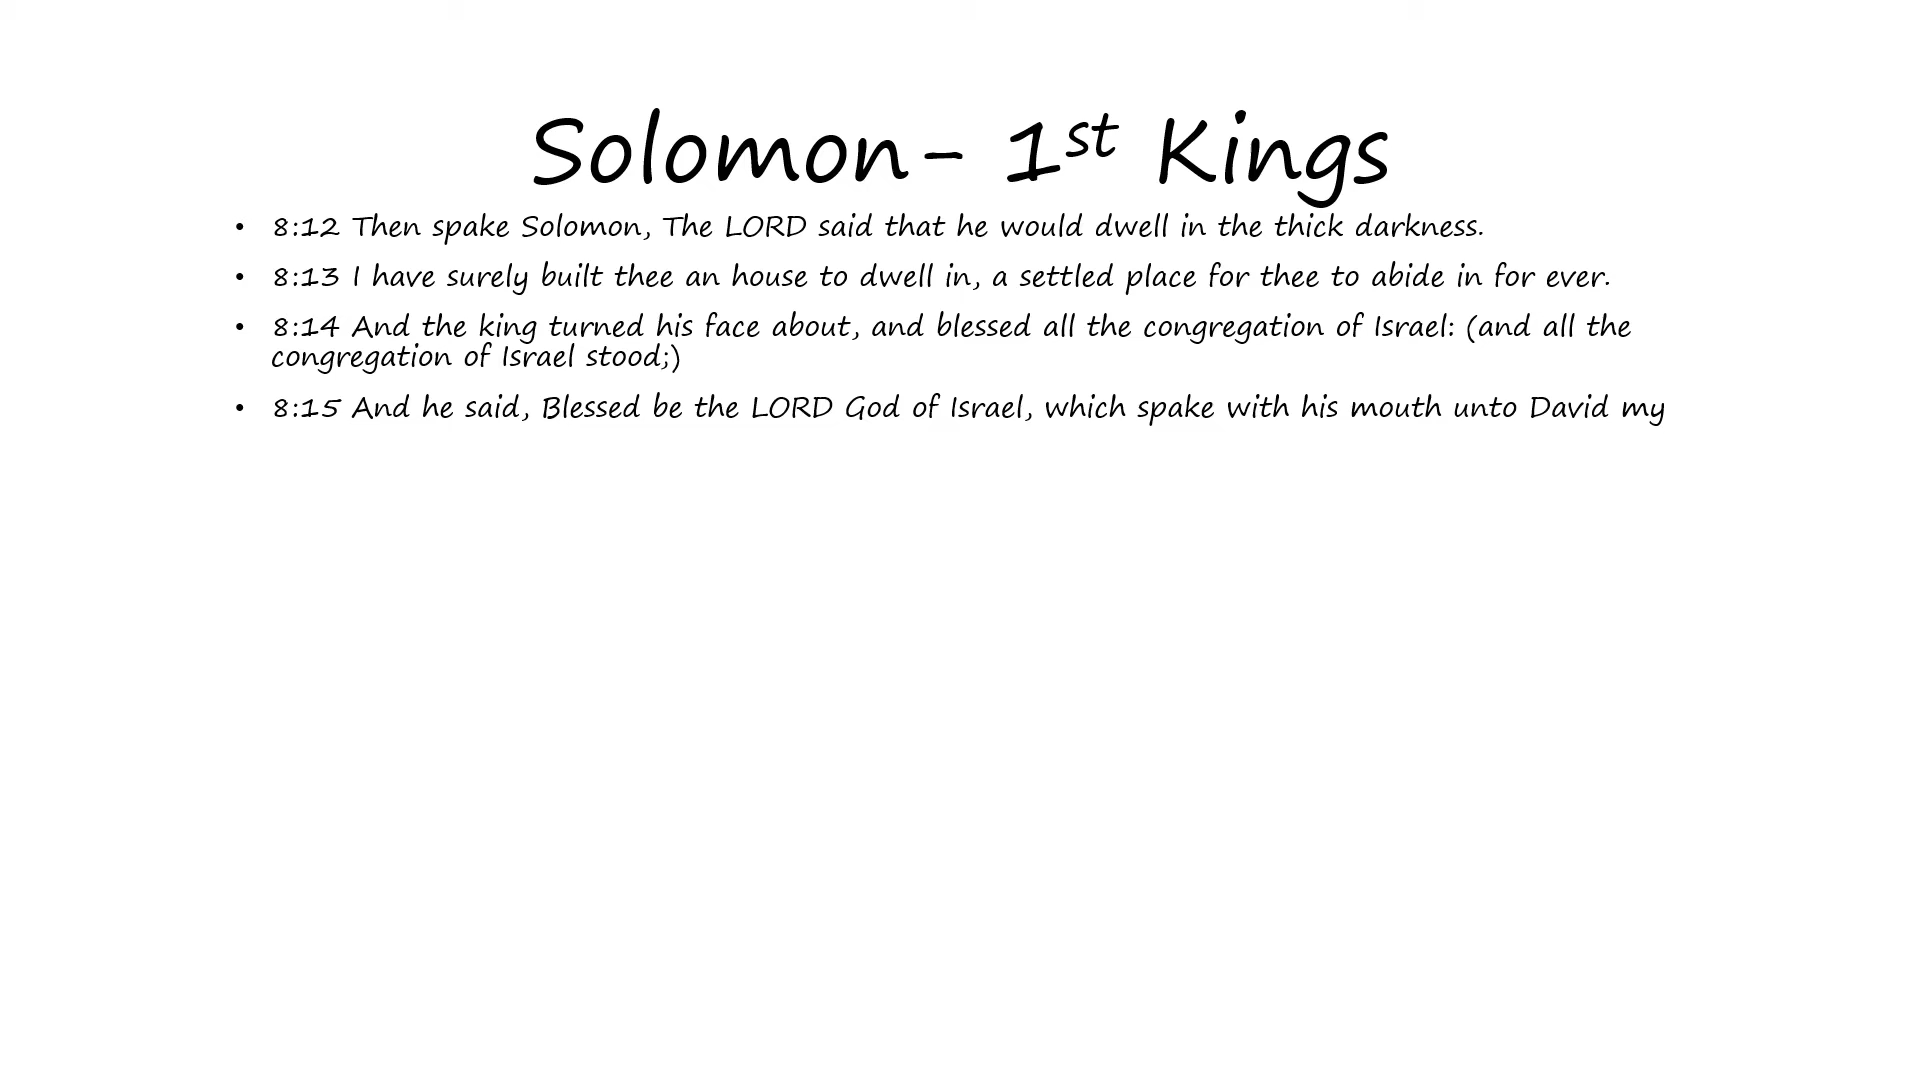 Solomon- 1st Kings
• 8:12 Then spake Solomon, The LORD said that he would dwell in the thick darkness.
• 8:13 I have surely built thee an house to dwell in, a settled place for thee to abide in for ever.
• 8:14 And the king turned his face about, and blessed all the congregation of Israel: (and all the
congregation of Israel stood;)
• 8:15 And he said, Blessed be the LORD God of Israel, which spake with his mouth unto David my